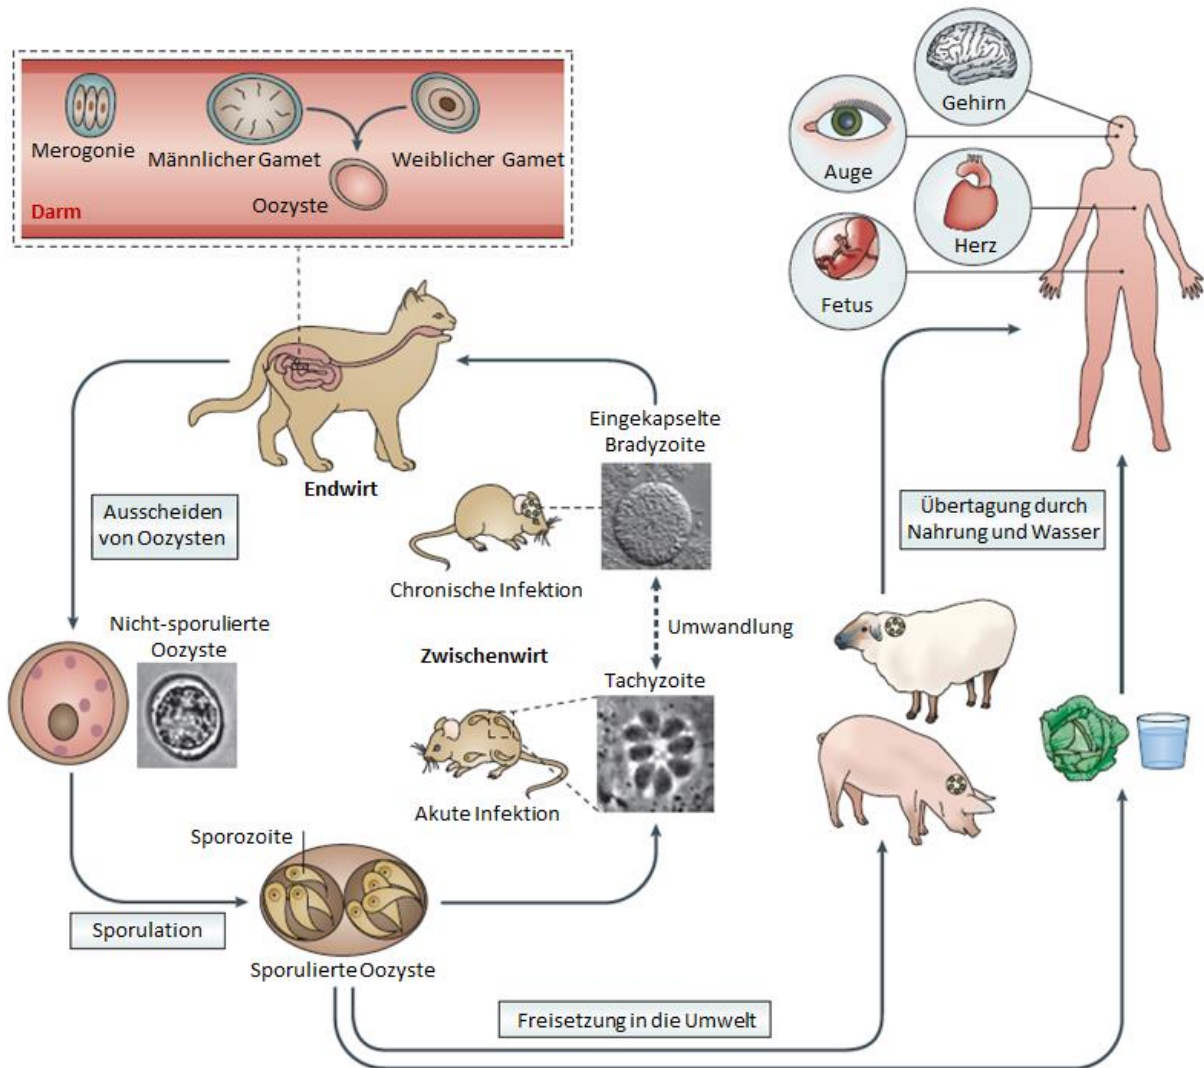 Merogonie
Männlicher Gamet
Weiblicher Gamet
Oozyste
Darm
Gehirn
Auge
Herz
Fetus
Eingekapselte
Bradyzoite
Endwirt
Ausscheiden
von Oozysten
Chronische Infektion
Übertagung durch
Nahrung und Wasser
Nicht-sporulierte
Oozyste
Umwandlung
Zwischenwirt
Tachyzoite
Akute Infektion
Sporozoite
Sporulation
Sporulierte Oozyste
Freisetzung in die Umwelt